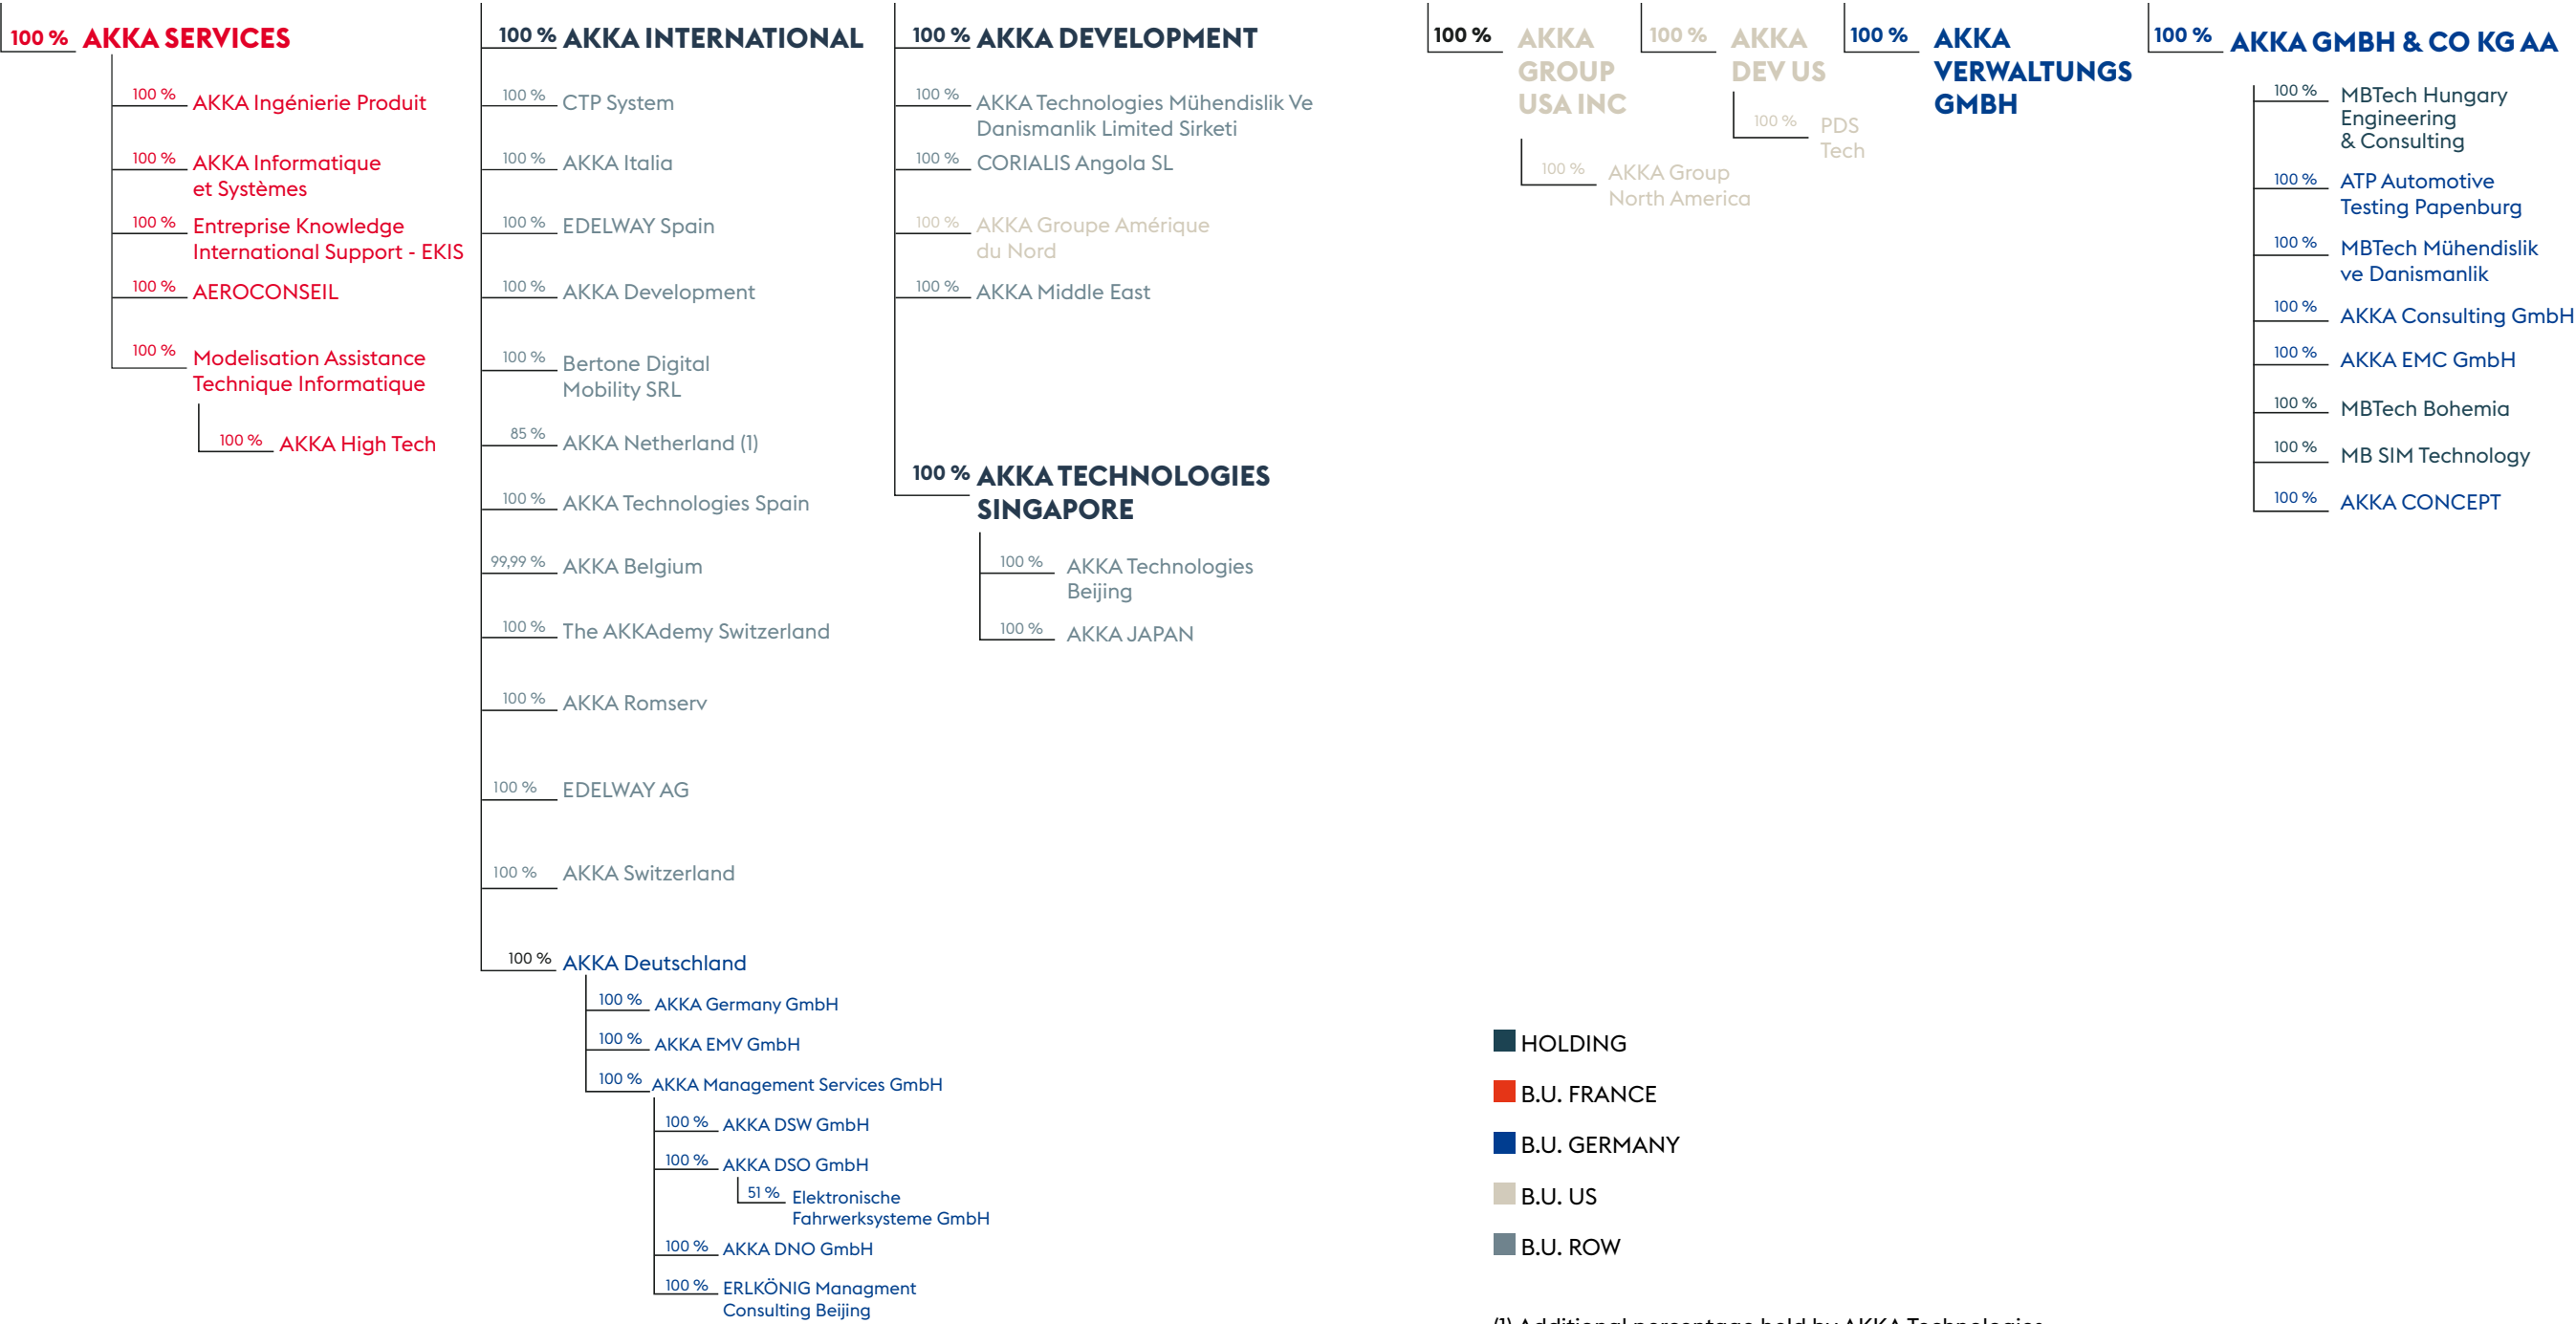 100 % AKKA SERVICES
100 % AKKA Ingénierie Produit
100 % AKKA Informatique
et Systèmes
100 % Entreprise Knowledge
International Support - EKIS
100 % AEROCONSEIL
100 % Modelisation Assistance
Technique Informatique
100 % AKKA High Tech
100 % AKKA INTERNATIONAL
100 % CTP System
100 % AKKA Italia
100 % EDELWAY Spain
100 % AKKA Development
100 % Bertone Digital
Mobility SRL
85 % AKKA Netherland (1)
100 % AKKA Technologies Spain
99,99 % AKKA Belgium
100 % The AKKAdemy Switzerland
100 % AKKA Romserv
100 % EDELWAY AG
100 % AKKA Switzerland
100 % AKKA Deutschland
100 % AKKA Germany GmbH
100 % AKKA EMV GmbH
100 % AKKA Management Services GmbH
100 % AKKA DSW GmbH
100 % AKKA DSO GmbH
51 % Elektronische
Fahrwerksysteme GmbH
100 % AKKA DNO GmbH
100 % ERLKÖNIG Managment
Consulting Beijing
100 % AKKA DEVELOPMENT
100 % AKKA Technologies Mühendislik Ve
Danismanlik Limited Sirketi
100 % CORIALIS Angola SL
100 % AKKA Groupe Amérique
du Nord
100 % AKKA Middle East
100 % AKKA TECHNOLOGIES
SINGAPORE
100 % AKKA Technologies
Beijing
100 % AKKA JAPAN
100 % AKKA
GROUP
USA INC
100 % AKKA Group
North America
100 % AKKA
DEV US
100 % PDS
Tech
100 % AKKA
VERWALTUNGS
GMBH
100 % AKKA GMBH & CO KG AA
100 % MBTech Hungary
Engineering
& Consulting
100 % ATP Automotive
Testing Papenburg
100 % MBTech Mühendislik
ve Danismanlik
100 % AKKA Consulting GmbH
100 % AKKA EMC GmbH
100 % MBTech Bohemia
100 % MB SIM Technology
100 % AKKA CONCEPT
HOLDING
B.U. FRANCE
B.U. GERMANY
B.U. US
B.U. ROW
(1) Additional percentage held by AKKA Technologies